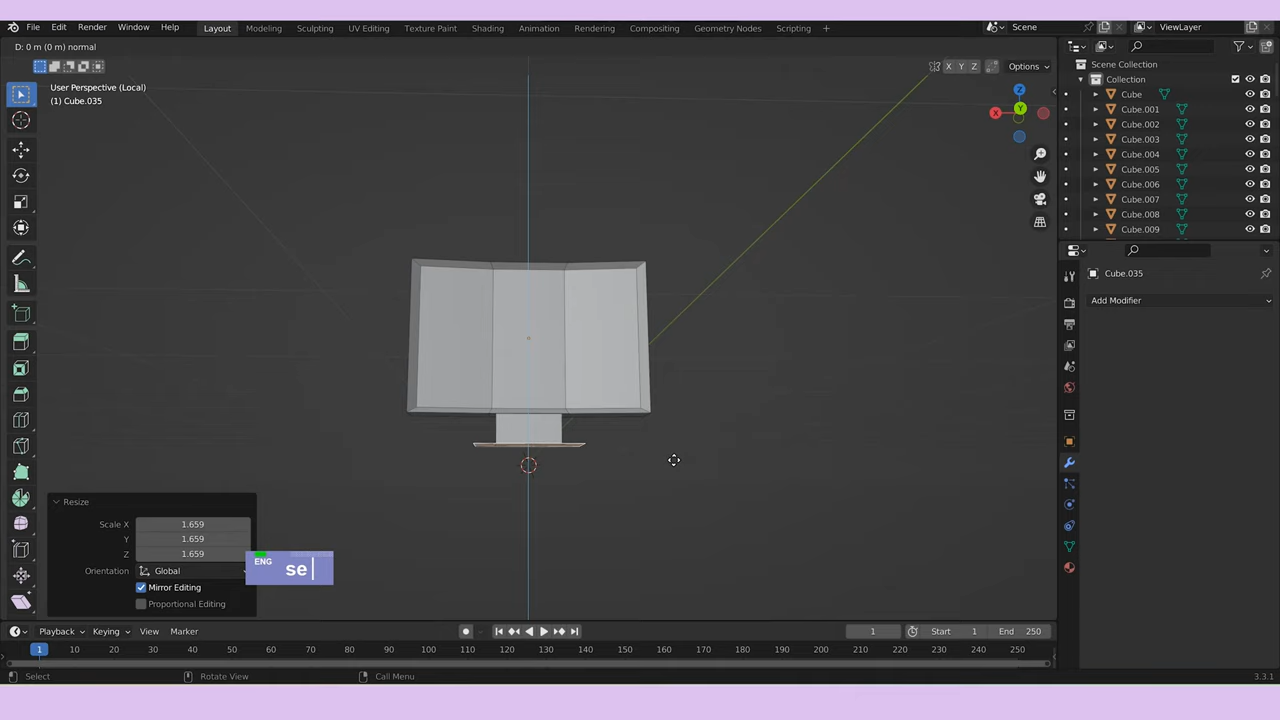 File Edit Render Window Help Layout Modeling Sculpting UV Editing Texture Paint Shading Animation Rendering Compositing Geometry Nodes Scripting + Scene ViewLayer
D: 0 m (0 m) normal
X Y Z Options
User Perspective (Local)
(1) Cube.035
Z
Y
X
Scene Collection
Collection
Cube
Cube.001
Cube.002
Cube.003
Cube.004
Cube.005
Cube.006
Cube.007
Cube.008
Cube.009
Cube.035
Add Modifier
Resize
Scale X 1.659
Y 1.659
Z 1.659
Orientation Global
Mirror Editing
Proportional Editing
ENG se
Playback Keying View Marker 1 Start 1 End 250
1 10 20 30 40 50 60 70 80 90 100 110 120 130 140 150 160 170 180 190 200 210 220 230 240 250
Select Rotate View Call Menu 3.3.1